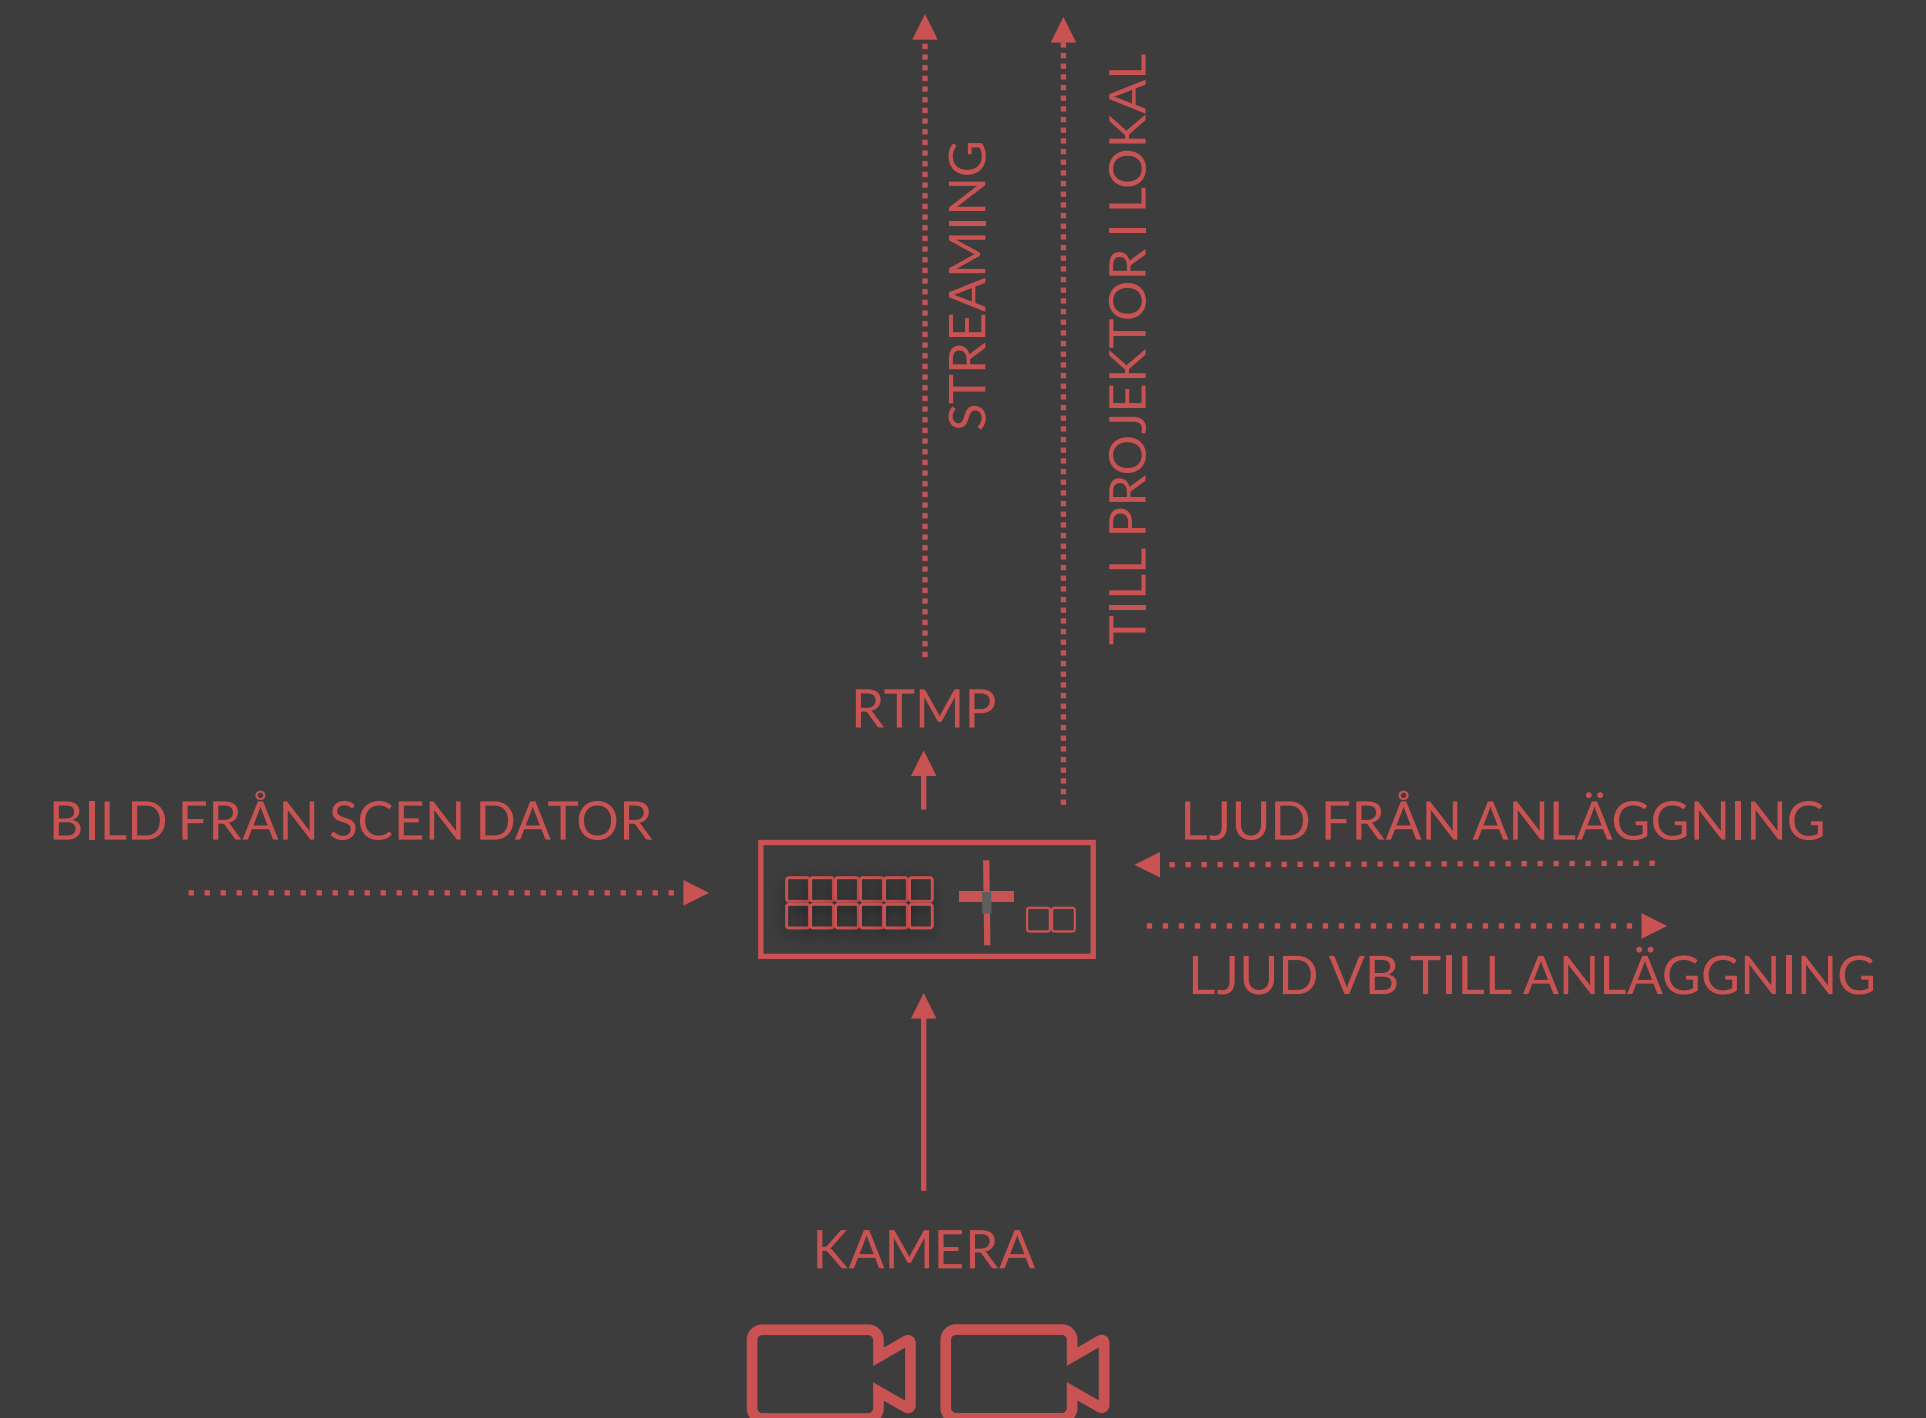 STREAMING
TILL PROJEKTOR I LOKAL
RTMP
BILD FRÅN SCEN DATOR
LJUD FRÅN ANLÄGGNING
LJUD VB TILL ANLÄGGNING
KAMERA